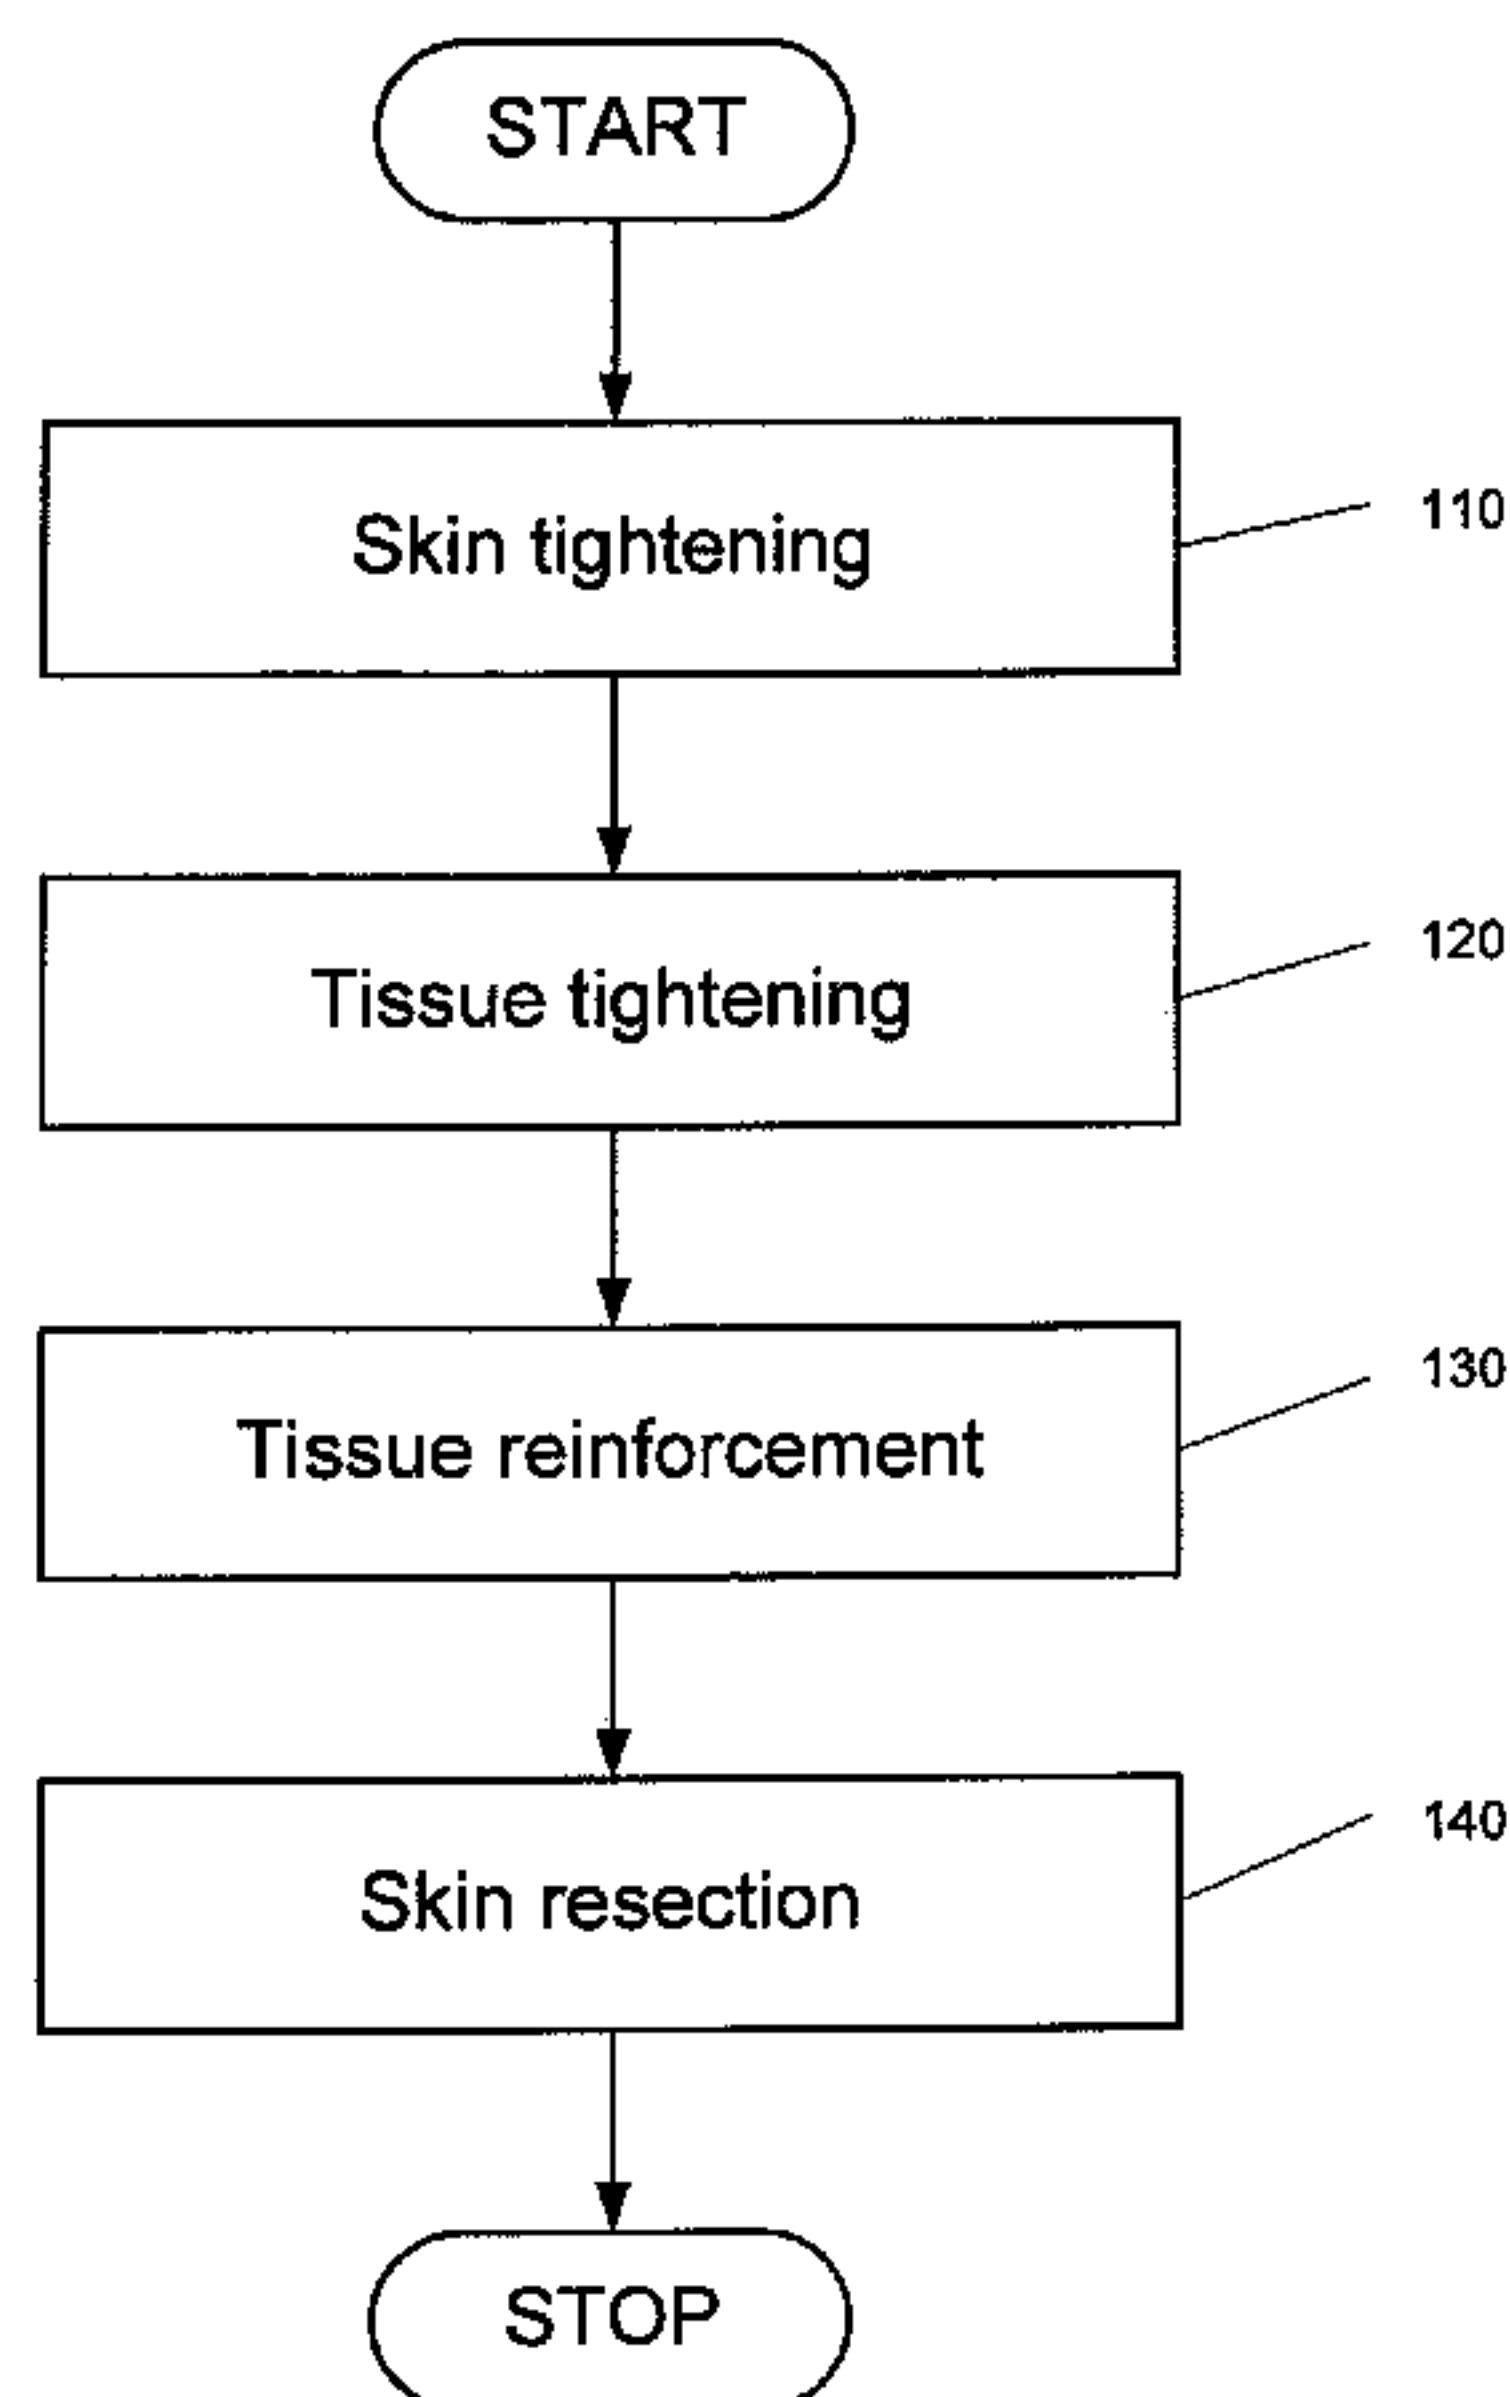 START
Skin tightening
110
Tissue tightening
120
Tissue reinforcement
130
Skin resection
140
STOP